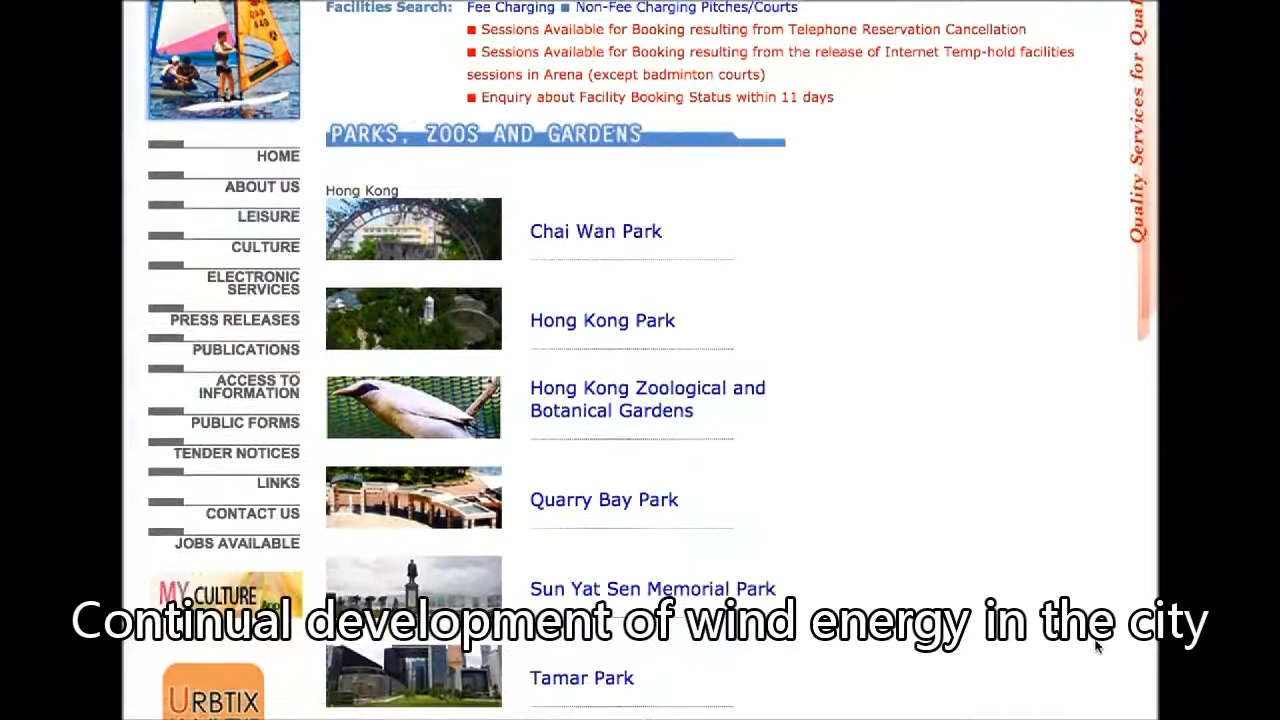 Facilities Search: Fee Charging ■ Non-Fee Charging Pitches/Courts
■ Sessions Available for Booking resulting from Telephone Reservation Cancellation
■ Sessions Available for Booking resulting from the release of Internet Temp-hold facilities
sessions in Arena (except badminton courts)
■ Enquiry about Facility Booking Status within 11 days
Quality Services for Qual
PARKS, ZOOS AND GARDENS
HOME
ABOUT US
LEISURE
CULTURE
ELECTRONIC
SERVICES
PRESS RELEASES
PUBLICATIONS
ACCESS TO
INFORMATION
PUBLIC FORMS
TENDER NOTICES
LINKS
CONTACT US
JOBS AVAILABLE
MY CULTURE
URBTIX
Hong Kong
Chai Wan Park
Hong Kong Park
Hong Kong Zoological and
Botanical Gardens
Quarry Bay Park
Sun Yat Sen Memorial Park
Tamar Park
Continual development of wind energy in the city